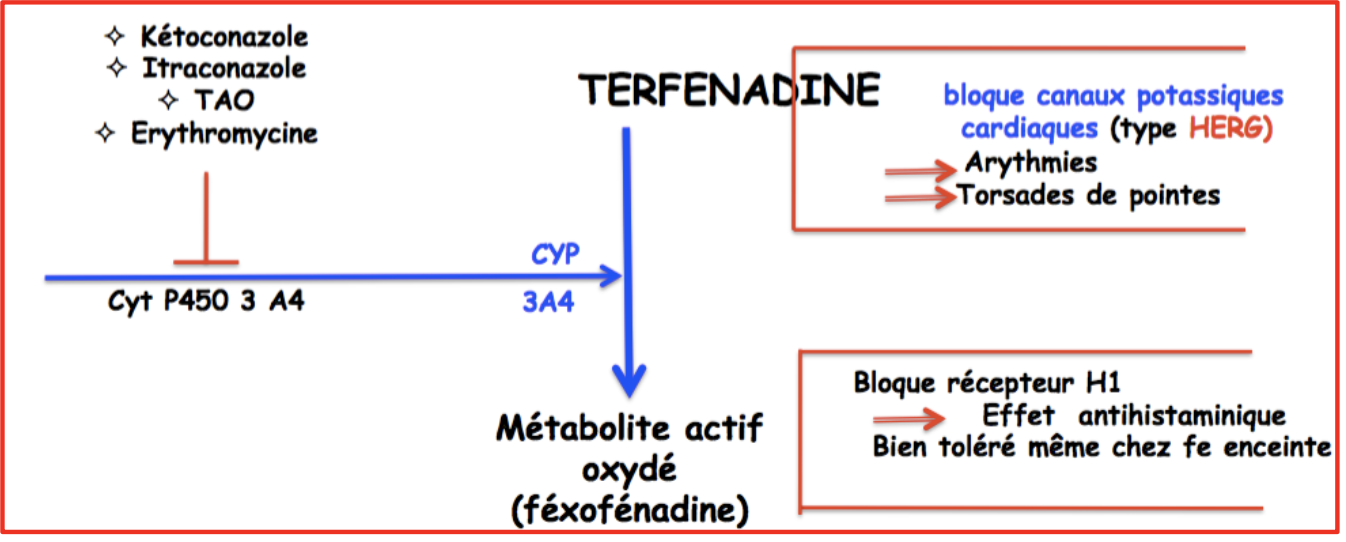 ✧ Kétoconazole
✧ Itraconazole
✧ TAO
✧ Erythromycine
TERFENADINE
bloque canaux potassiques
cardiaques (type HERG)
Arythmies
Torsades de pointes
CYP
3A4
Cyt P450 3 A4
Bloque récepteur H1
Effet antihistaminique
Bien toléré même chez fe enceinte
Métabolite actif
oxydé
(féxofénadine)